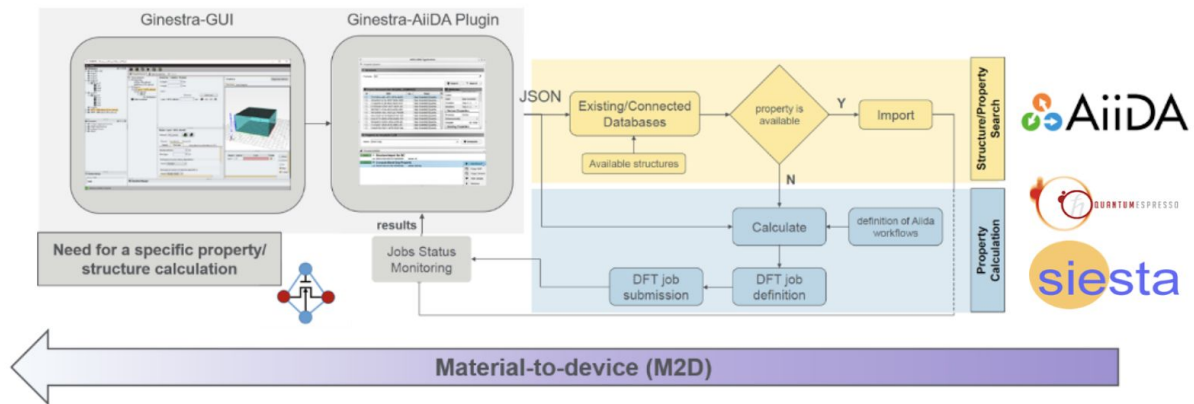 Ginestra-GUI
Ginestra-AiiDA Plugin
JSON
Existing/Connected
Databases
Available structures
property is
available
Y
Import
N
Structure/Property
Search
AiiDA
results
Need for a specific property/
structure calculation
Jobs Status
Monitoring
Calculate
definition of Aiida
workflows
DFT job
submission
DFT job
definition
Property
Calculation
QUANTUMESPRESSO
siesta
Material-to-device (M2D)